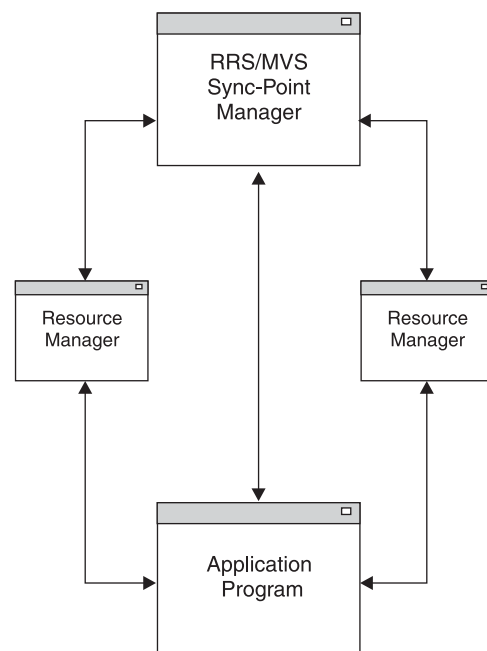 RRS/MVS
Sync-Point
Manager
Resource
Manager
Resource
Manager
Application
Program